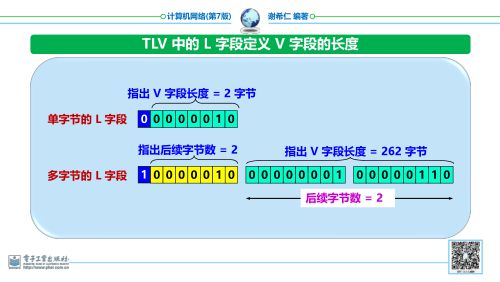 计算机网络(第7版) 谢希仁 编著
TLV 中的 L 字段定义 V 字段的长度
指出 V 字段长度 = 2 字节
单字节的 L 字段 0 0 0 0 0 0 1 0
指出后续字节数 = 2 指出 V 字段长度 = 262 字节
多字节的 L 字段 1 0 0 0 0 0 1 0 0 0 0 0 0 0 0 1 0 0 0 0 0 1 1 0
后续字节数 = 2
电子工业出版社
http://www.phei.com.cn